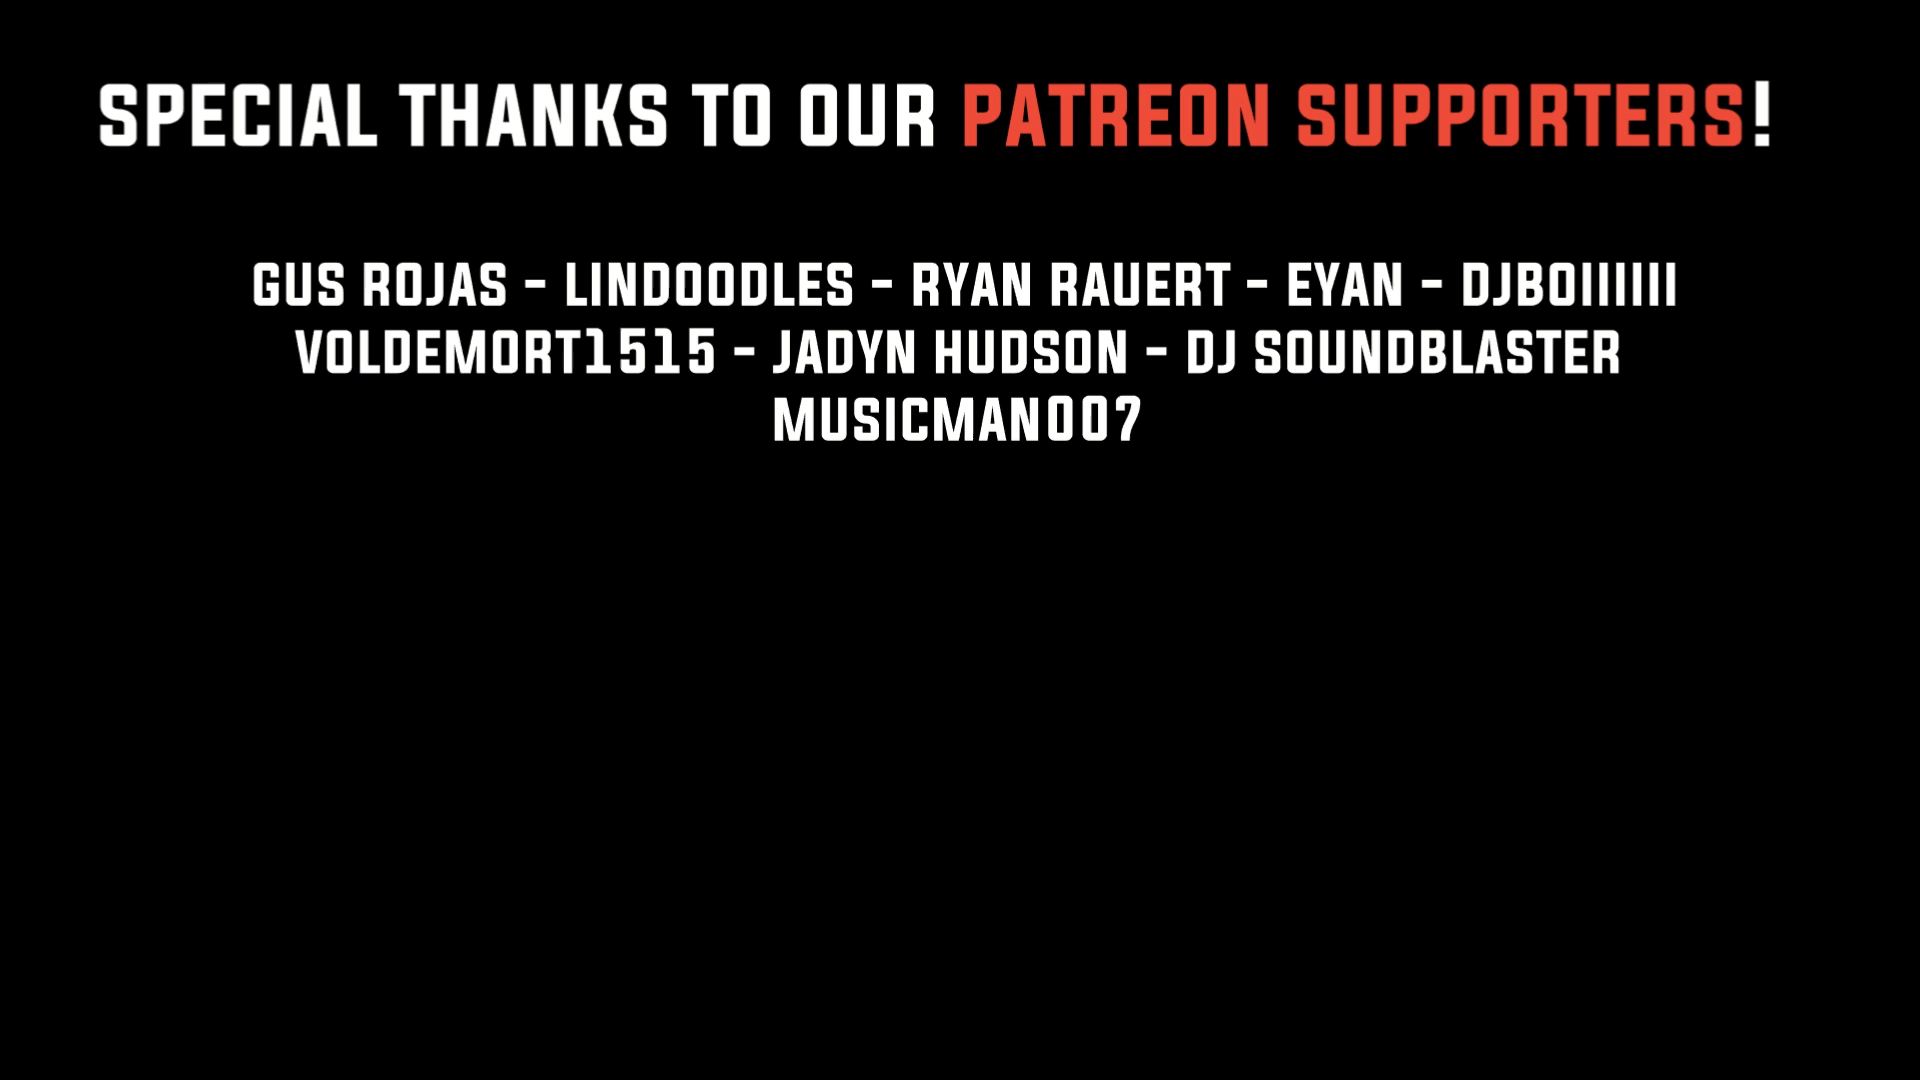 SPECIAL THANKS TO OUR PATREON SUPPORTERS!
GUS ROJAS - LINDOODLES - RYAN RAUERT - EYAN - DJBOIIIIII
VOLDEMORT1515 - JADYN HUDSON - DJ SOUNDBLASTER
MUSICMAN007